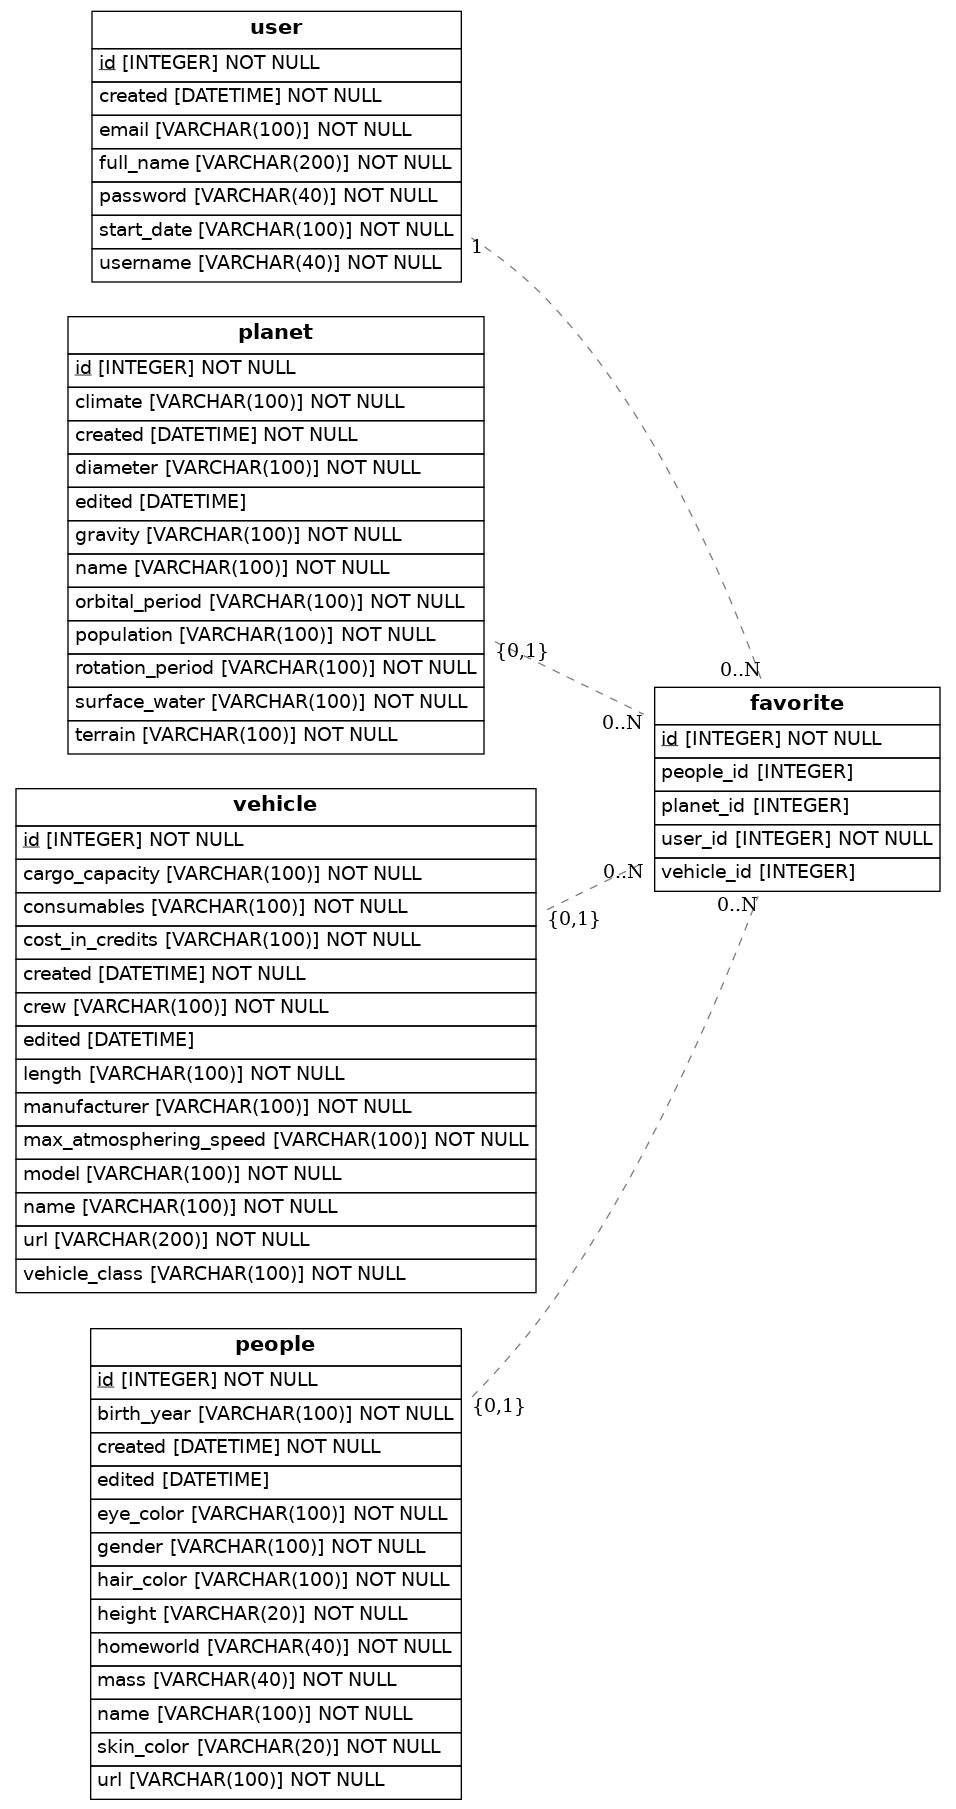 user
id [INTEGER] NOT NULL
created [DATETIME] NOT NULL
email [VARCHAR(100)] NOT NULL
full_name [VARCHAR(200)] NOT NULL
password [VARCHAR(40)] NOT NULL
start_date [VARCHAR(100)] NOT NULL
username [VARCHAR(40)] NOT NULL
1
0..N
planet
id [INTEGER] NOT NULL
climate [VARCHAR(100)] NOT NULL
created [DATETIME] NOT NULL
diameter [VARCHAR(100)] NOT NULL
edited [DATETIME]
gravity [VARCHAR(100)] NOT NULL
name [VARCHAR(100)] NOT NULL
orbital_period [VARCHAR(100)] NOT NULL
population [VARCHAR(100)] NOT NULL
rotation_period [VARCHAR(100)] NOT NULL
surface_water [VARCHAR(100)] NOT NULL
terrain [VARCHAR(100)] NOT NULL
{0,1}
0..N
favorite
id [INTEGER] NOT NULL
people_id [INTEGER]
planet_id [INTEGER]
user_id [INTEGER] NOT NULL
vehicle_id [INTEGER]
vehicle
id [INTEGER] NOT NULL
cargo_capacity [VARCHAR(100)] NOT NULL
consumables [VARCHAR(100)] NOT NULL
cost_in_credits [VARCHAR(100)] NOT NULL
created [DATETIME] NOT NULL
crew [VARCHAR(100)] NOT NULL
edited [DATETIME]
length [VARCHAR(100)] NOT NULL
manufacturer [VARCHAR(100)] NOT NULL
max_atmosphering_speed [VARCHAR(100)] NOT NULL
model [VARCHAR(100)] NOT NULL
name [VARCHAR(100)] NOT NULL
url [VARCHAR(200)] NOT NULL
vehicle_class [VARCHAR(100)] NOT NULL
0..N
{0,1}
0..N
people
id [INTEGER] NOT NULL
birth_year [VARCHAR(100)] NOT NULL
created [DATETIME] NOT NULL
edited [DATETIME]
eye_color [VARCHAR(100)] NOT NULL
gender [VARCHAR(100)] NOT NULL
hair_color [VARCHAR(100)] NOT NULL
height [VARCHAR(20)] NOT NULL
homeworld [VARCHAR(40)] NOT NULL
mass [VARCHAR(40)] NOT NULL
name [VARCHAR(100)] NOT NULL
skin_color [VARCHAR(20)] NOT NULL
url [VARCHAR(100)] NOT NULL
{0,1}